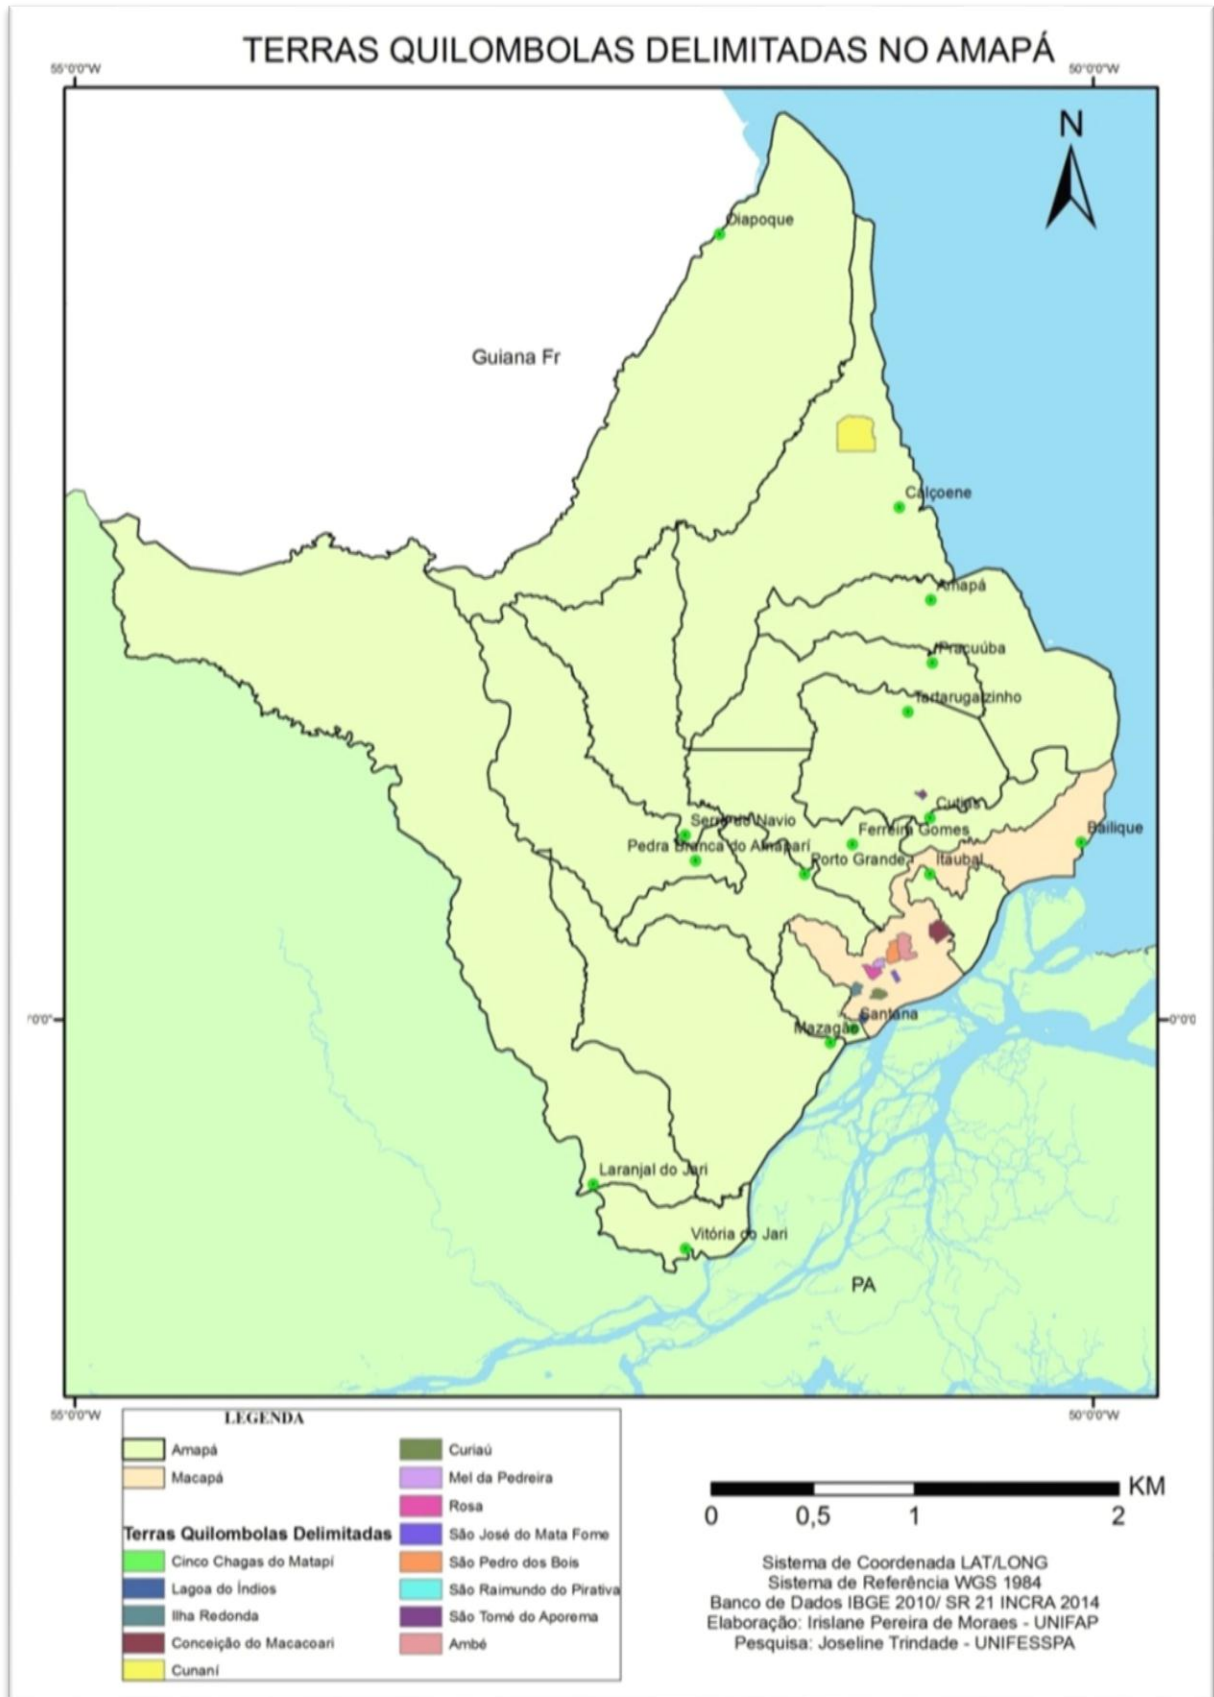 TERRAS QUILOMBOLAS DELIMITADAS NO AMAPÁ
55°0'0"W
50°0'0"W
N
Oiapoque
Guiana Fr
Calçoene
Amapá
Pracuúba
Tartarugalzinho
Cutias
Serra do Navio
Ferreira Gomes
Bailique
Pedra Branca do Amapari
Porto Grande
Itaubal
Santana
Mazagão
'0'0"
0°0'0
Laranjal do Jari
Vitória do Jari
PA
55°0'0"W
50°0'0"W
LEGENDA
Amapá
Macapá
Terras Quilombolas Delimitadas
Cinco Chagas do Matapí
Lagoa do Índios
Ilha Redonda
Conceição do Macacoari
Cunaní
Curiaú
Mel da Pedreira
Rosa
São José do Mata Fome
São Pedro dos Bois
São Raimundo do Pirativa
São Tomé do Aporema
Ambé
KM
0 0,5 1 2
Sistema de Coordenada LAT/LONG
Sistema de Referência WGS 1984
Banco de Dados IBGE 2010/ SR 21 INCRA 2014
Elaboração: Irislane Pereira de Moraes - UNIFAP
Pesquisa: Joseline Trindade - UNIFESSPA